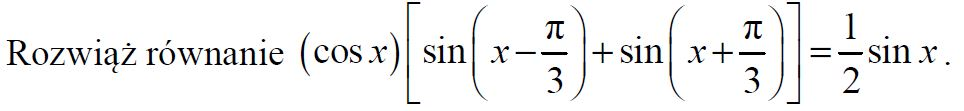 Rozwiąż równanie (cos x)[sin(x − π/3) + sin(x + π/3)] = 1/2 sin x.